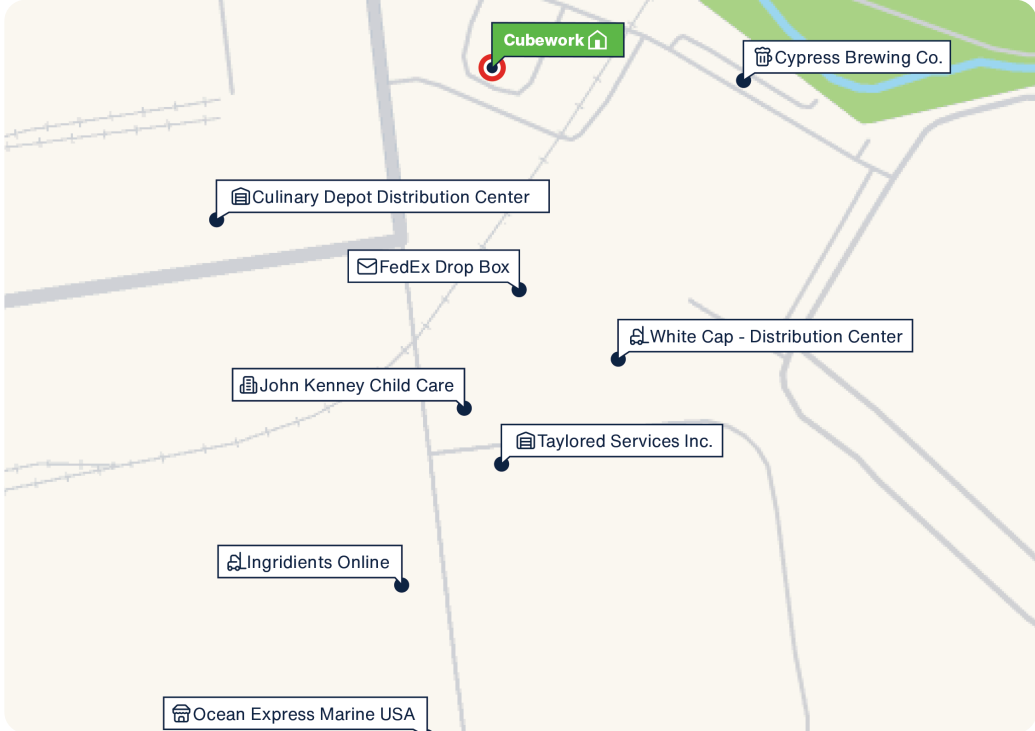 Cubework
Cypress Brewing Co.
Culinary Depot Distribution Center
FedEx Drop Box
White Cap - Distribution Center
John Kenney Child Care
Taylored Services Inc.
Ingridients Online
Ocean Express Marine USA